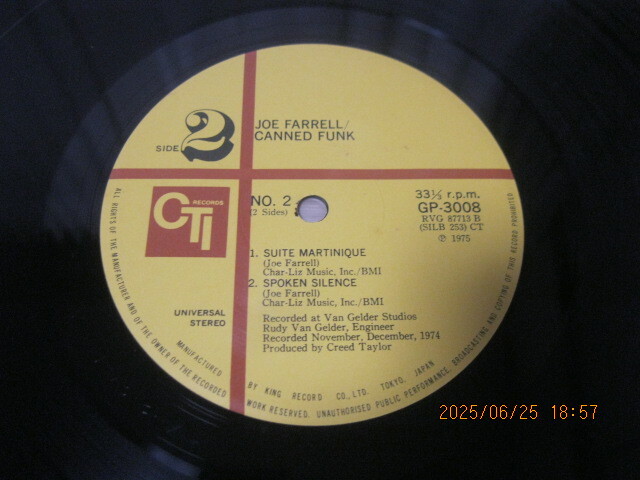 SIDE 2
JOE FARRELL/
CANNED FUNK
CTI RECORDS
NO. 2
(2 Sides)
33⅓ r.p.m.
GP-3008
RVG 87713 B
(SILB 253) CT
℗ 1975
1. SUITE MARTINIQUE
(Joe Farrell)
Char-Liz Music, Inc./BMI
2. SPOKEN SILENCE
(Joe Farrell)
Char-Liz Music, Inc./BMI
UNIVERSAL
STEREO
Recorded at Van Gelder Studios
Rudy Van Gelder, Engineer
Recorded November, December, 1974
Produced by Creed Taylor
MANUFACTURED BY KING RECORD CO., LTD. TOKYO, JAPAN
ALL RIGHTS OF THE MANUFACTURER AND OF THE OWNER OF THE RECORDED WORK RESERVED. UNAUTHORISED PUBLIC PERFORMANCE, BROADCASTING AND COPYING OF THIS RECORD PROHIBITED
2025/06/25 18:57